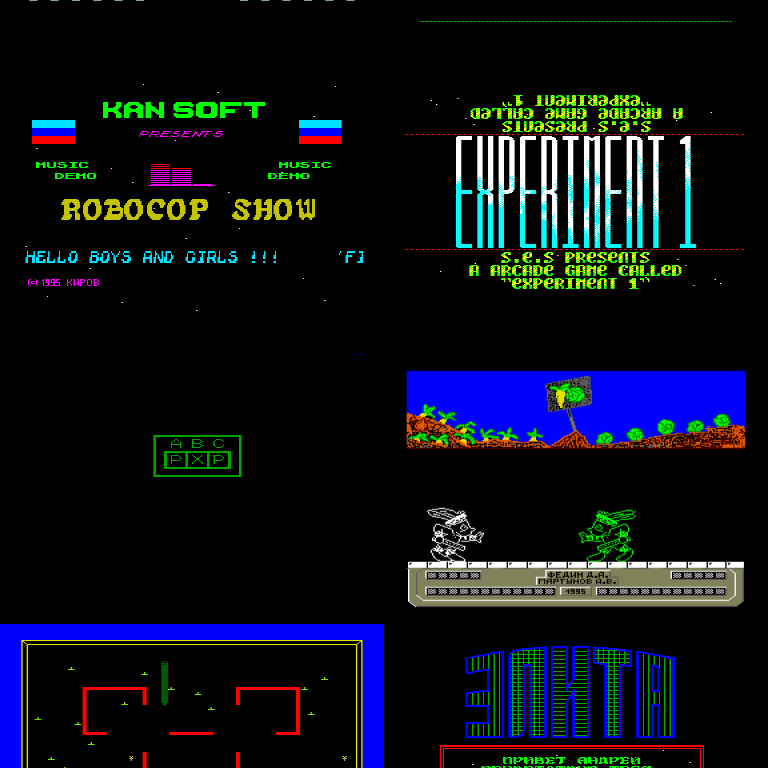 KAN SOFT
PRESENTS
MUSIC
DEMO
MUSIC
DEMO
ROBOCOP SHOW
HELLO BOYS AND GIRLS !!!
(c) 1995 КИРОВ
"EXPERIMENT 1"
A ARCADE GAME CALLED
S.E.S PRESENTS
EXPERIMENT 1
S.E.S PRESENTS
A ARCADE GAME CALLED
"EXPERIMENT 1"
A B C
P X P
ФЕДИН Д.А.
МАРТЫНОВ А.В.
1995
ЭЛИТА
ПРИВЕТ АНДРЕЙ